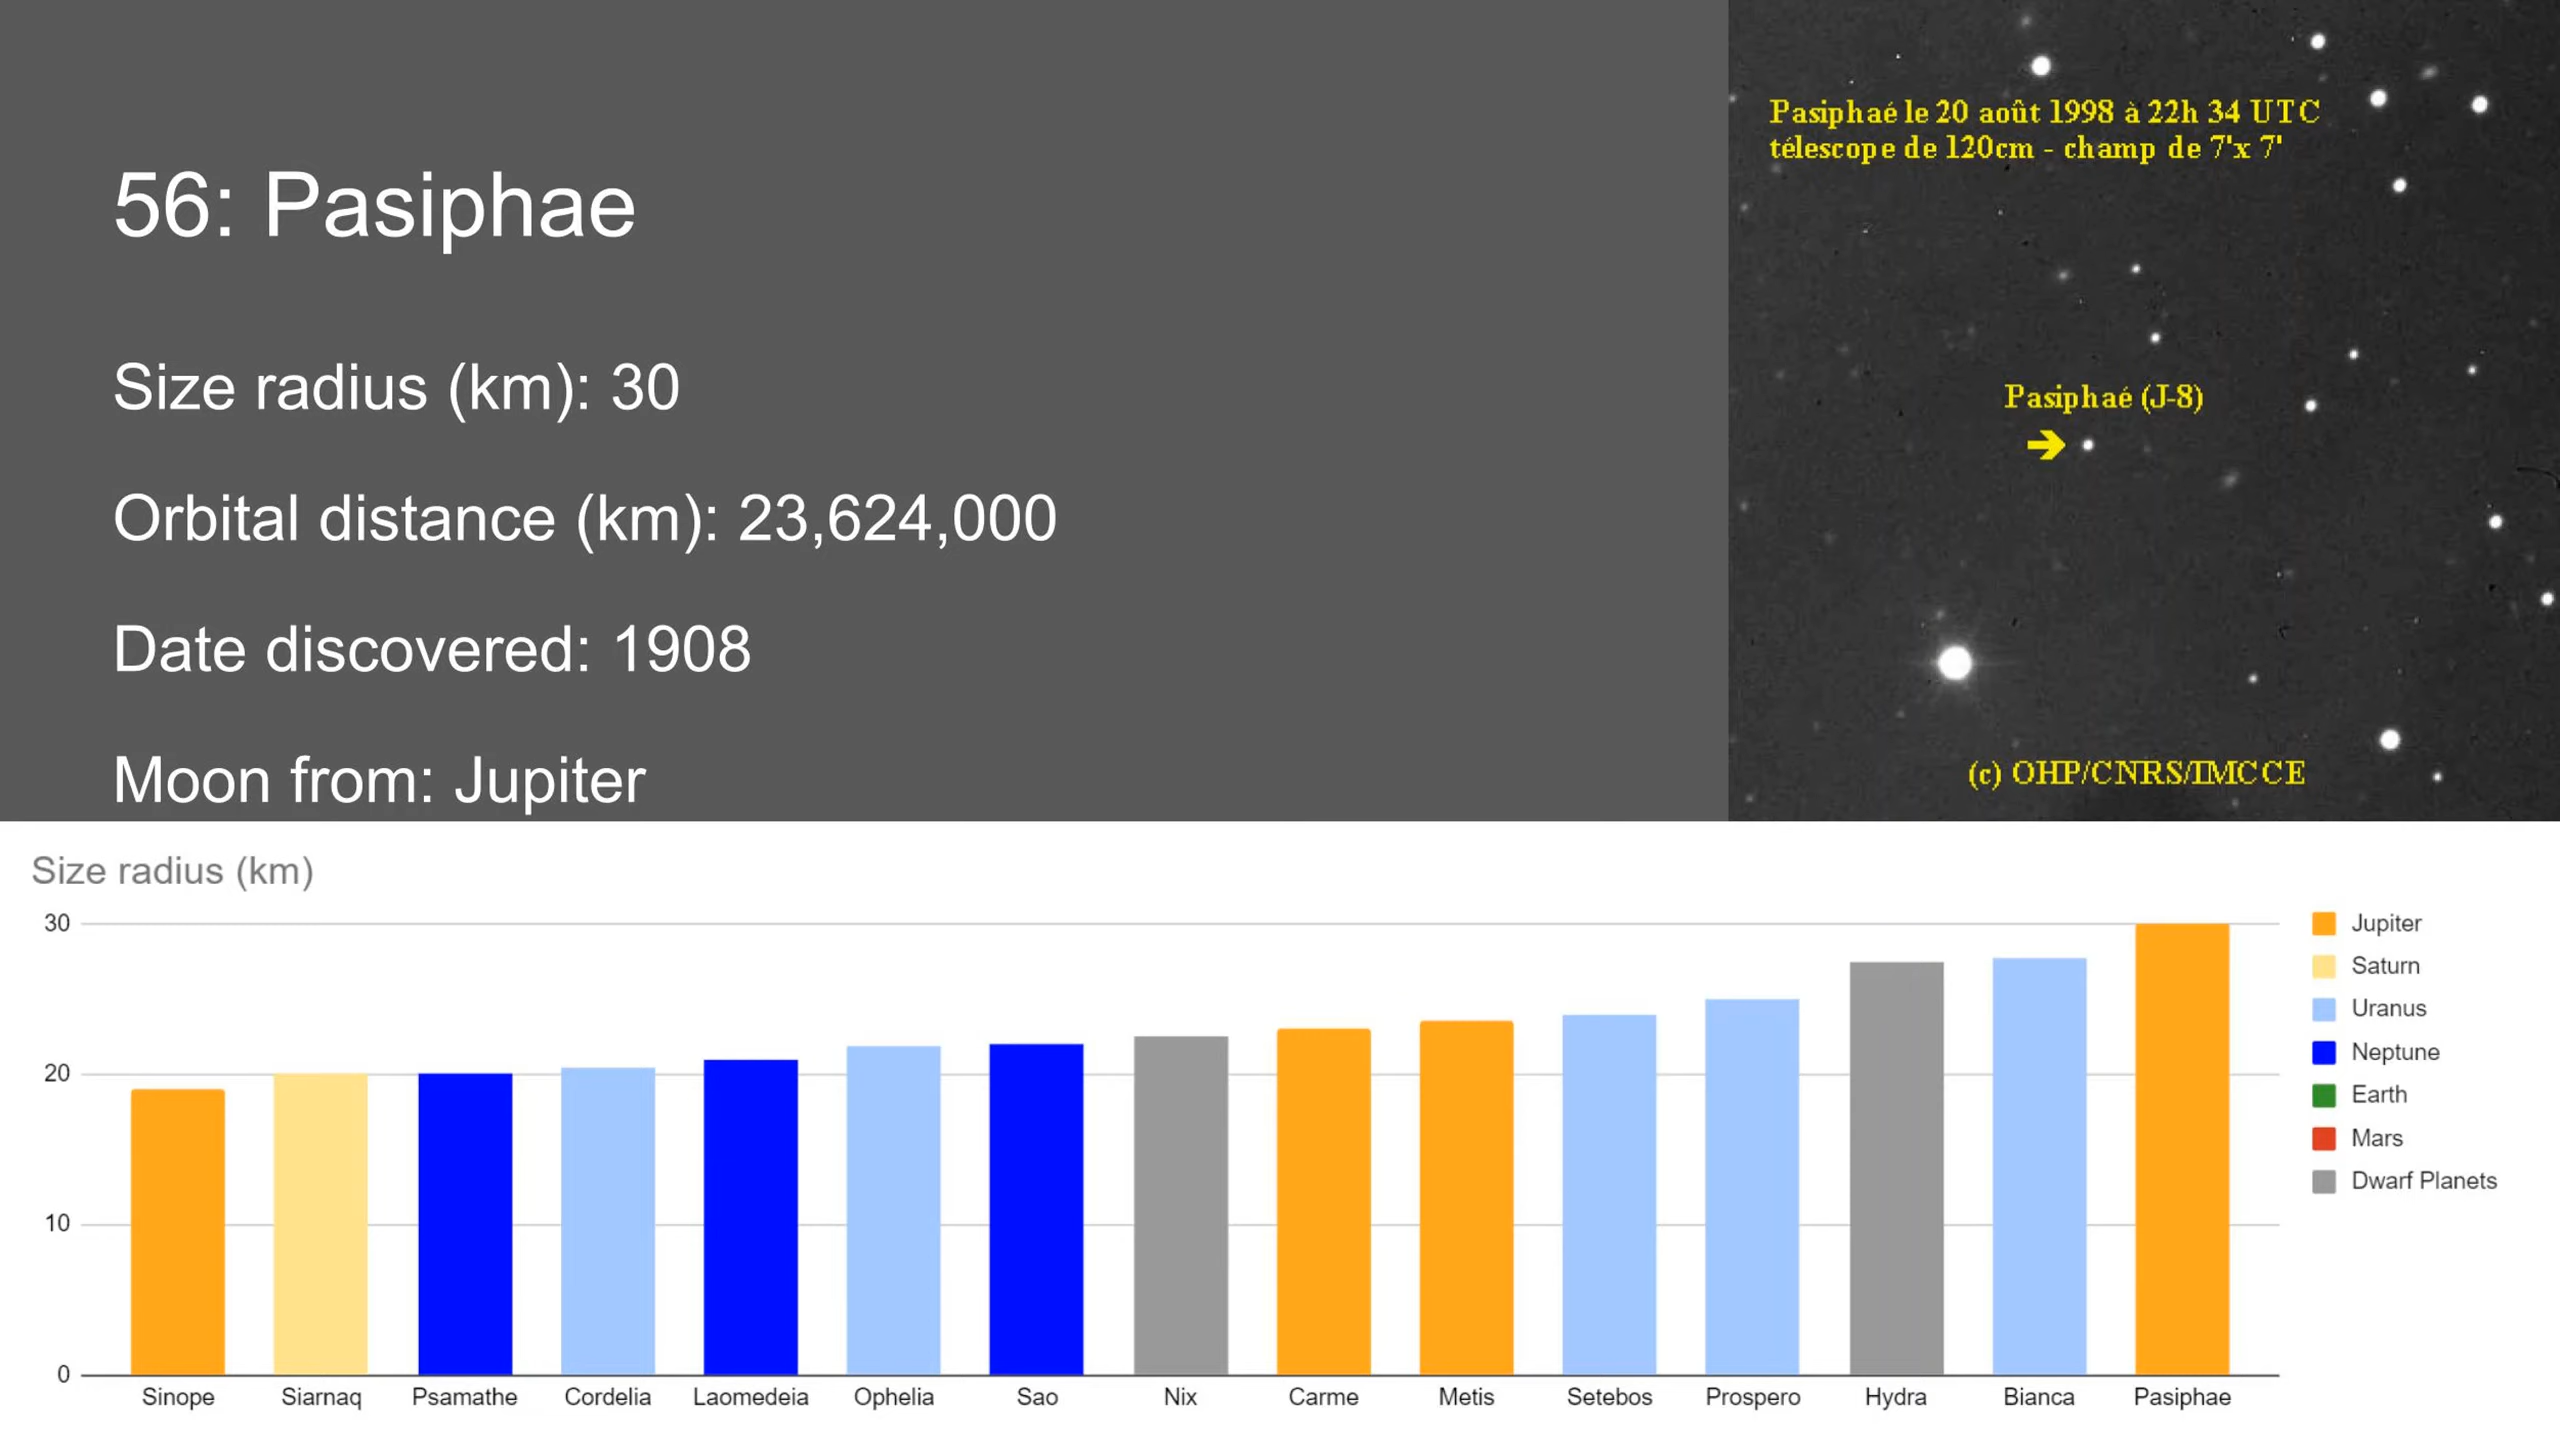 56: Pasiphae
Size radius (km): 30
Orbital distance (km): 23,624,000
Date discovered: 1908
Moon from: Jupiter
Pasiphaé le 20 août 1998 à 22h 34 UTC
télescope de 120cm - champ de 7'x 7'
Pasiphaé (J-8)
(c) OHP/CNRS/IMCCE
Size radius (km)
30
20
10
0
Sinope
Siarnaq
Psamathe
Cordelia
Laomedeia
Ophelia
Sao
Nix
Carme
Metis
Setebos
Prospero
Hydra
Bianca
Pasiphae
Jupiter
Saturn
Uranus
Neptune
Earth
Mars
Dwarf Planets